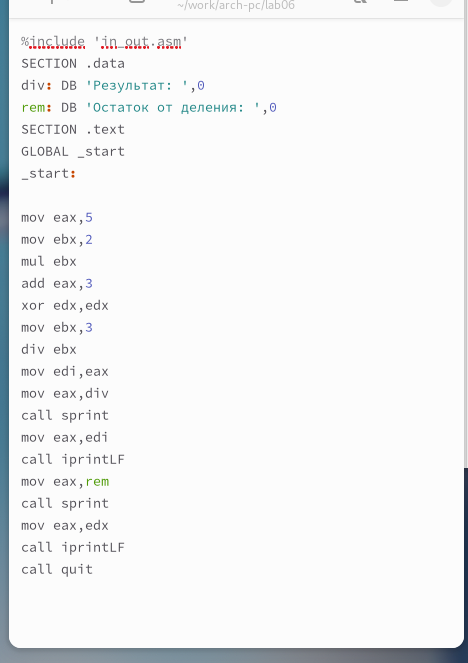 ~/work/arch-pc/lab06
%include 'in_out.asm'
SECTION .data
div: DB 'Результат: ',0
rem: DB 'Остаток от деления: ',0
SECTION .text
GLOBAL _start
_start:
mov eax,5
mov ebx,2
mul ebx
add eax,3
xor edx,edx
mov ebx,3
div ebx
mov edi,eax
mov eax,div
call sprint
mov eax,edi
call iprintLF
mov eax,rem
call sprint
mov eax,edx
call iprintLF
call quit